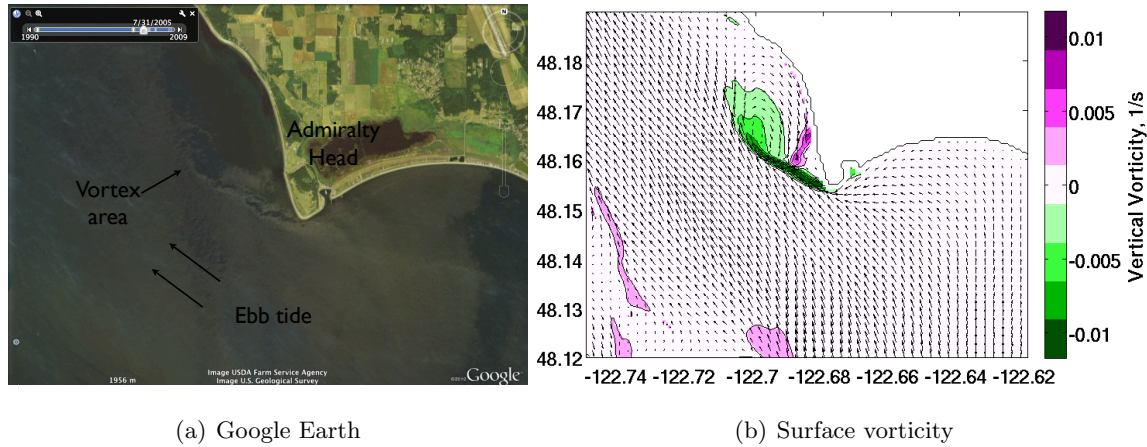 7/31/2005
1990
2009
N
Admiralty
Head
Vortex
area
Ebb tide
Image USDA Farm Service Agency
Image U.S. Geological Survey
1956 m
©2010 Google
48.18
48.17
48.16
48.15
48.14
48.13
48.12
-122.74 -122.72 -122.7 -122.68 -122.66 -122.64 -122.62
0.01
0.005
0
-0.005
-0.01
Vertical Vorticity, 1/s
(a) Google Earth
(b) Surface vorticity